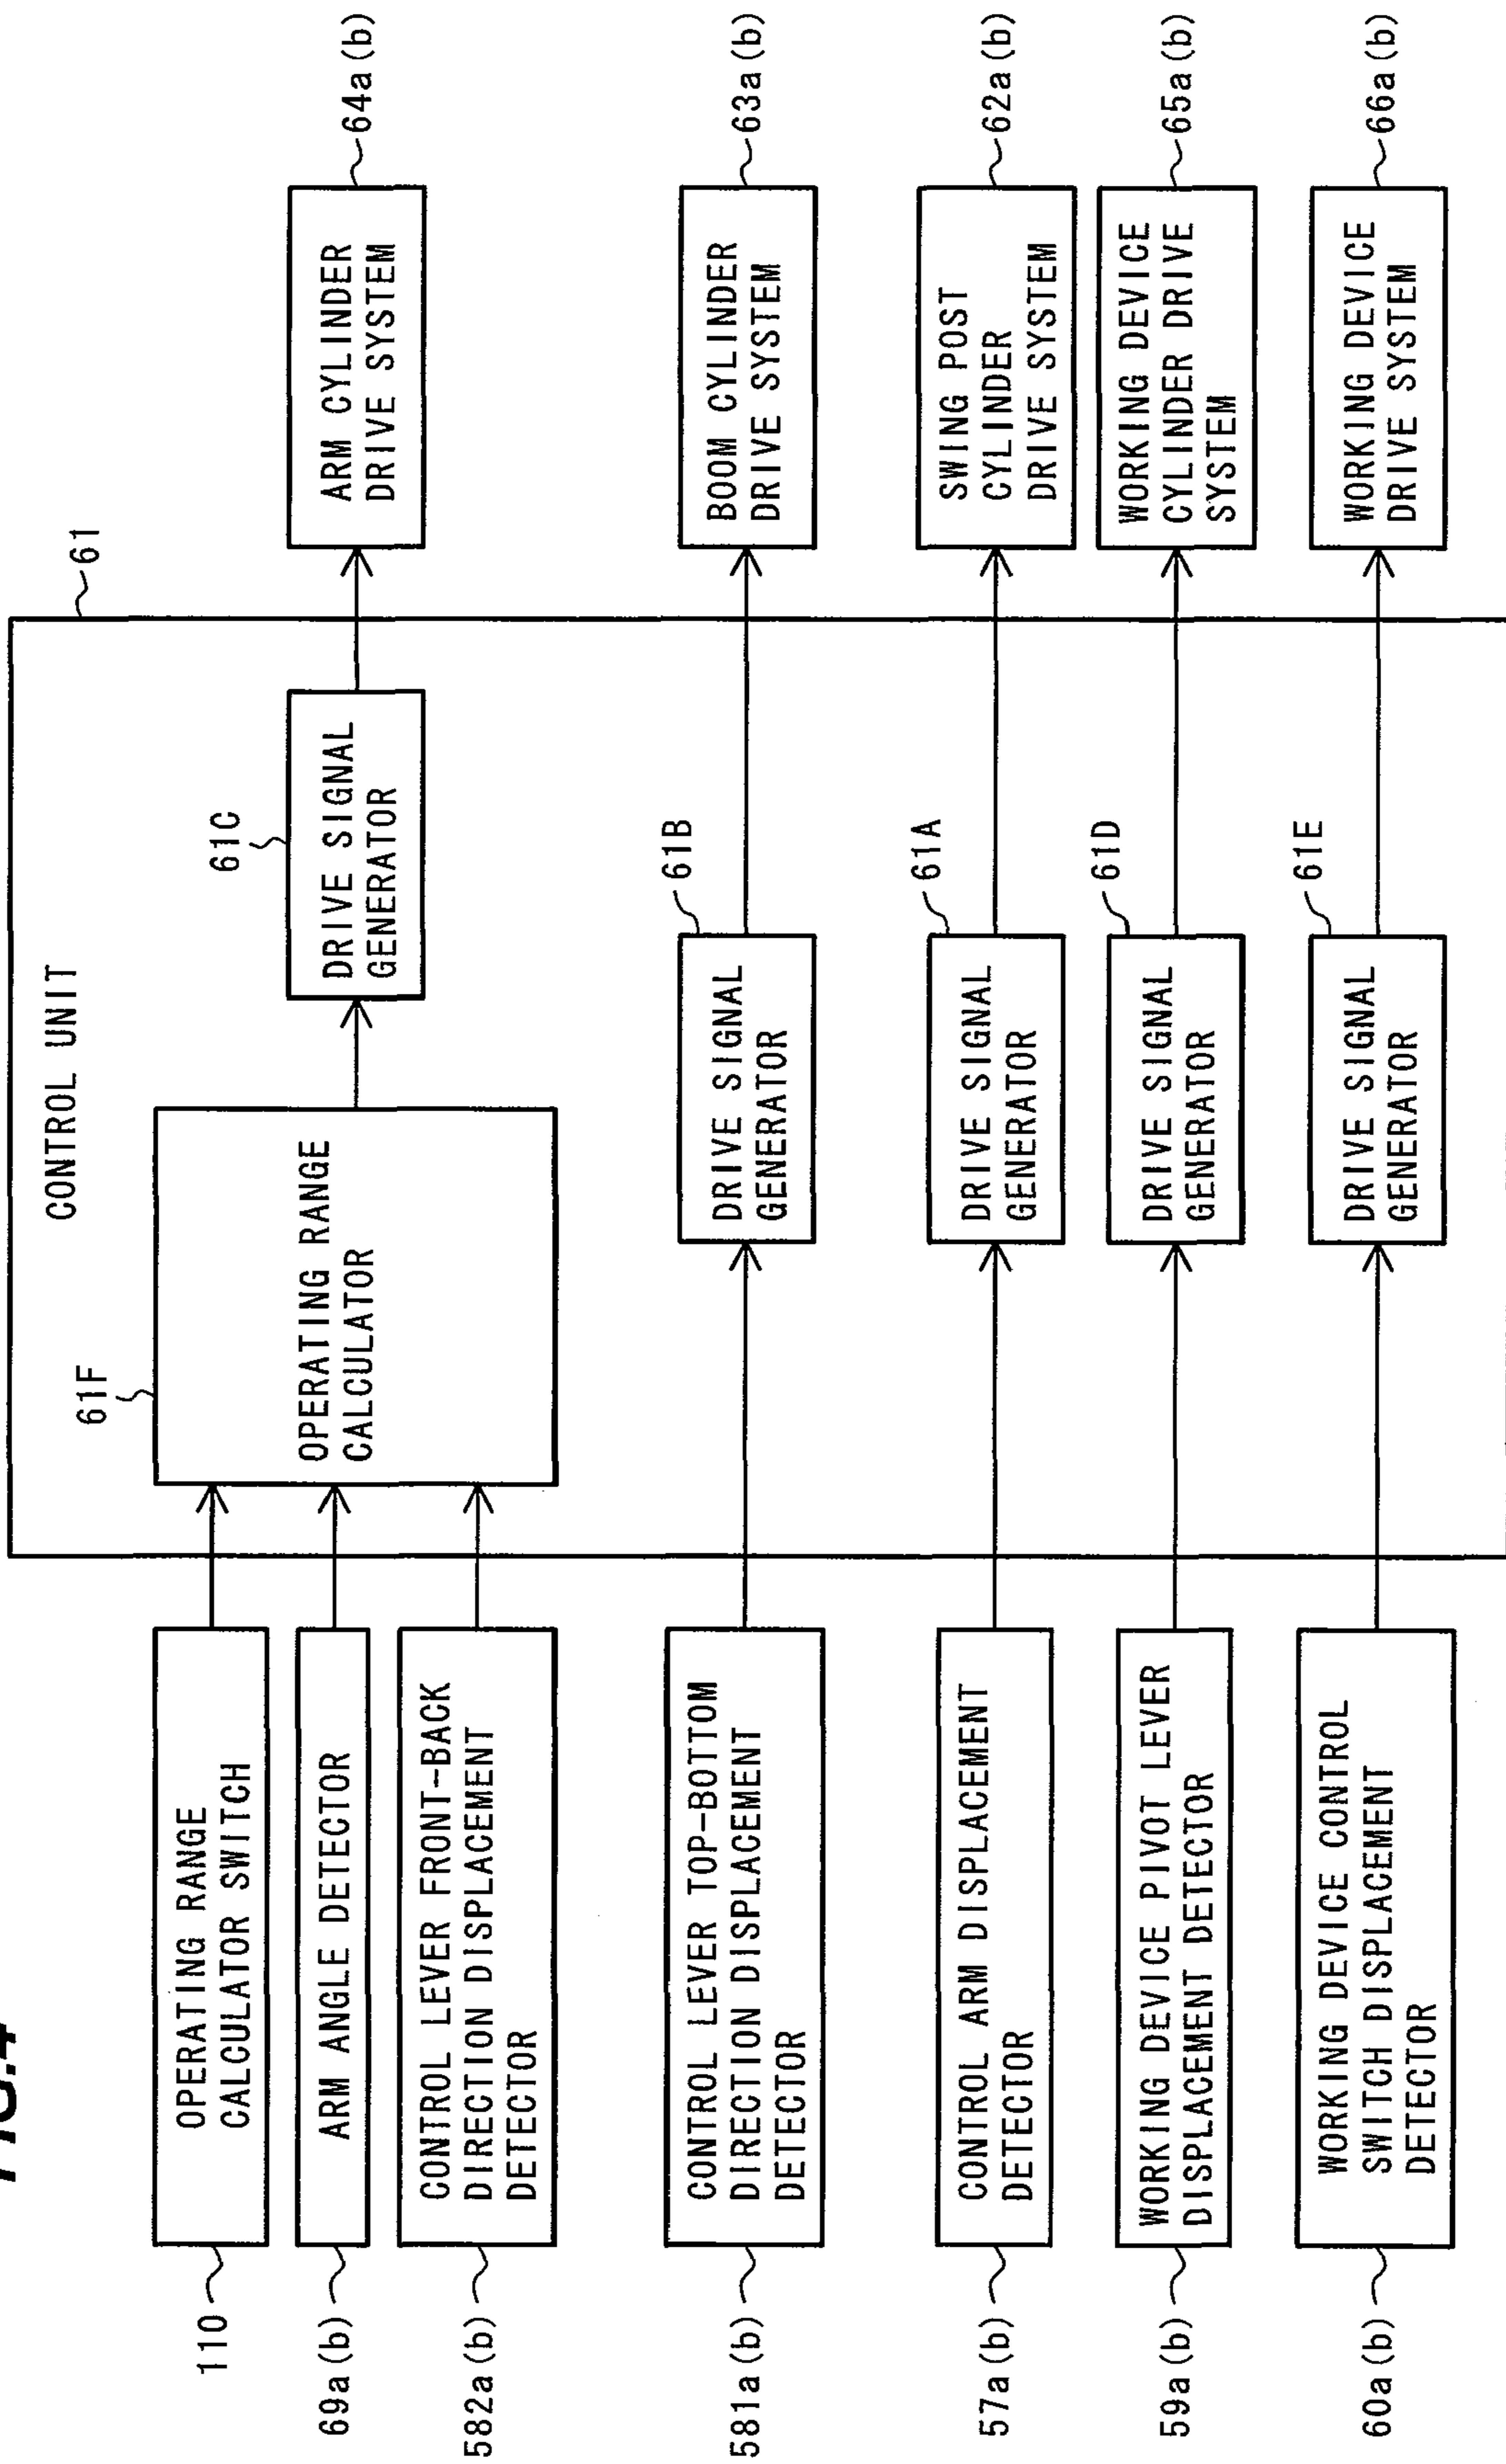 FIG.4
CONTROL UNIT
61
110
OPERATING RANGE
CALCULATOR SWITCH
69a(b)
ARM ANGLE DETECTOR
582a(b)
CONTROL LEVER FRONT-BACK
DIRECTION DISPLACEMENT
DETECTOR
61F
OPERATING RANGE
CALCULATOR
61C
DRIVE SIGNAL
GENERATOR
ARM CYLINDER
DRIVE SYSTEM
64a(b)
581a(b)
CONTROL LEVER TOP-BOTTOM
DIRECTION DISPLACEMENT
DETECTOR
61B
DRIVE SIGNAL
GENERATOR
BOOM CYLINDER
DRIVE SYSTEM
63a(b)
57a(b)
CONTROL ARM DISPLACEMENT
DETECTOR
61A
DRIVE SIGNAL
GENERATOR
SWING POST
CYLINDER
DRIVE SYSTEM
62a(b)
59a(b)
WORKING DEVICE PIVOT LEVER
DISPLACEMENT DETECTOR
61D
DRIVE SIGNAL
GENERATOR
WORKING DEVICE
CYLINDER DRIVE
SYSTEM
65a(b)
60a(b)
WORKING DEVICE CONTROL
SWITCH DISPLACEMENT
DETECTOR
61E
DRIVE SIGNAL
GENERATOR
WORKING DEVICE
DRIVE SYSTEM
66a(b)